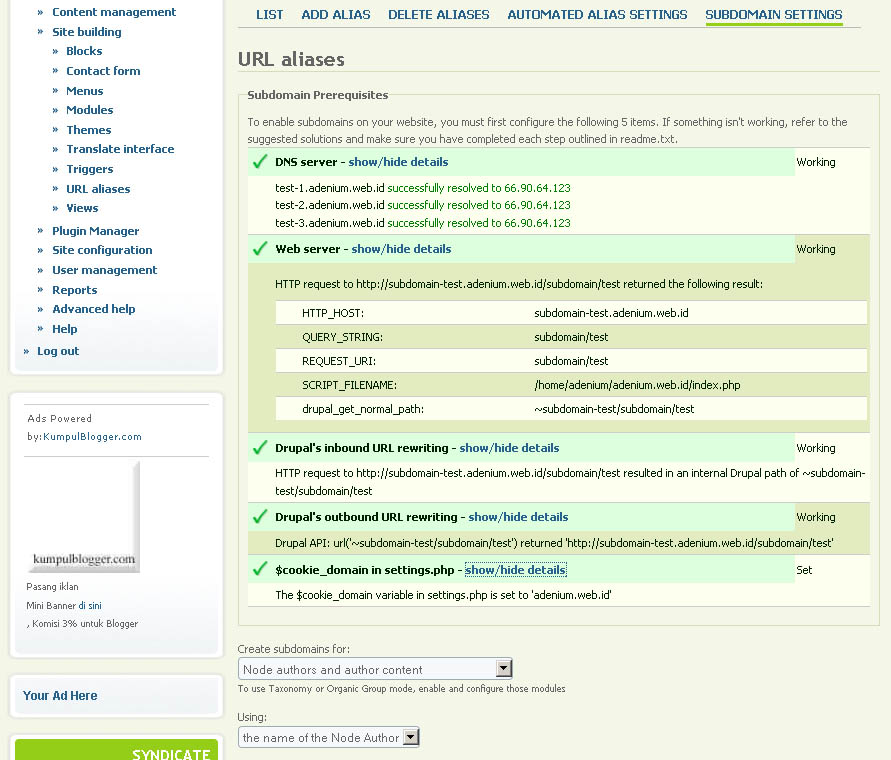 » Content management
» Site building
» Blocks
» Contact form
» Menus
» Modules
» Themes
» Translate interface
» Triggers
» URL aliases
» Views
» Plugin Manager
» Site configuration
» User management
» Reports
» Advanced help
» Help
» Log out
Ads Powered
by:KumpulBlogger.com
kumpulblogger.com
Pasang iklan
Mini Banner di sini
, Komisi 3% untuk Blogger
Your Ad Here
SYNDICATE
LIST ADD ALIAS DELETE ALIASES AUTOMATED ALIAS SETTINGS SUBDOMAIN SETTINGS
URL aliases
Subdomain Prerequisites
To enable subdomains on your website, you must first configure the following 5 items. If something isn't working, refer to the
suggested solutions and make sure you have completed each step outlined in readme.txt.
DNS server - show/hide details Working
test-1.adenium.web.id successfully resolved to 66.90.64.123
test-2.adenium.web.id successfully resolved to 66.90.64.123
test-3.adenium.web.id successfully resolved to 66.90.64.123
Web server - show/hide details Working
HTTP request to http://subdomain-test.adenium.web.id/subdomain/test returned the following result:
HTTP_HOST: subdomain-test.adenium.web.id
QUERY_STRING: subdomain/test
REQUEST_URI: subdomain/test
SCRIPT_FILENAME: /home/adenium/adenium.web.id/index.php
drupal_get_normal_path: ~subdomain-test/subdomain/test
Drupal's inbound URL rewriting - show/hide details Working
HTTP request to http://subdomain-test.adenium.web.id/subdomain/test resulted in an internal Drupal path of ~subdomain-
test/subdomain/test
Drupal's outbound URL rewriting - show/hide details Working
Drupal API: url('~subdomain-test/subdomain/test') returned 'http://subdomain-test.adenium.web.id/subdomain/test'
$cookie_domain in settings.php - show/hide details Set
The $cookie_domain variable in settings.php is set to 'adenium.web.id'
Create subdomains for:
Node authors and author content
To use Taxonomy or Organic Group mode, enable and configure those modules
Using:
the name of the Node Author